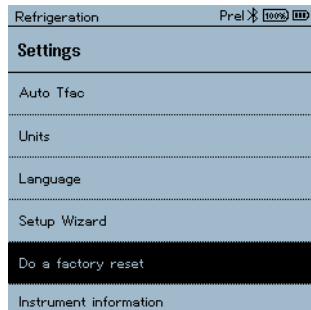 Refrigeration Prel 100%
Settings
Auto Tfac
Units
Language
Setup Wizard
Do a factory reset
Instrument information